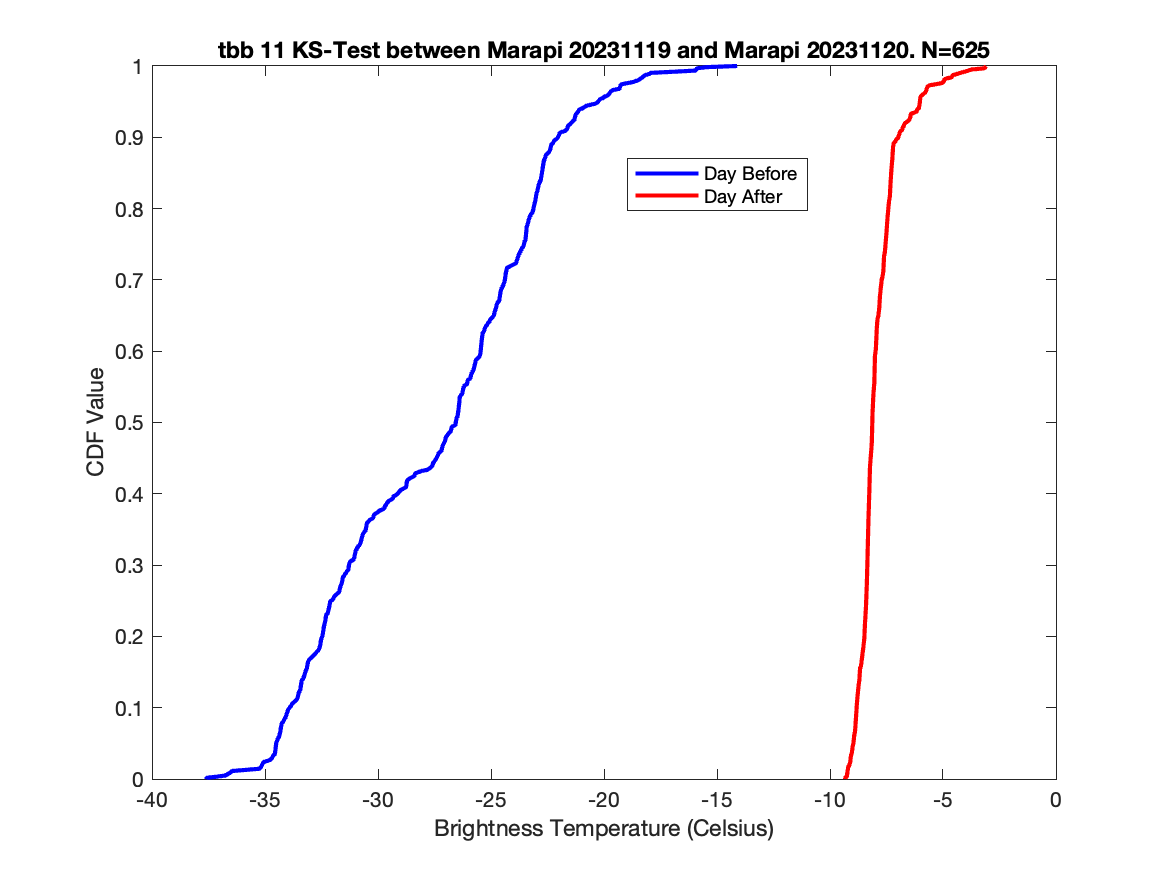 tbb 11 KS-Test between Marapi 20231119 and Marapi 20231120. N=625
1
0.9
0.8
0.7
0.6
0.5
0.4
0.3
0.2
0.1
0
CDF Value
Day Before
Day After
-40 -35 -30 -25 -20 -15 -10 -5 0
Brightness Temperature (Celsius)